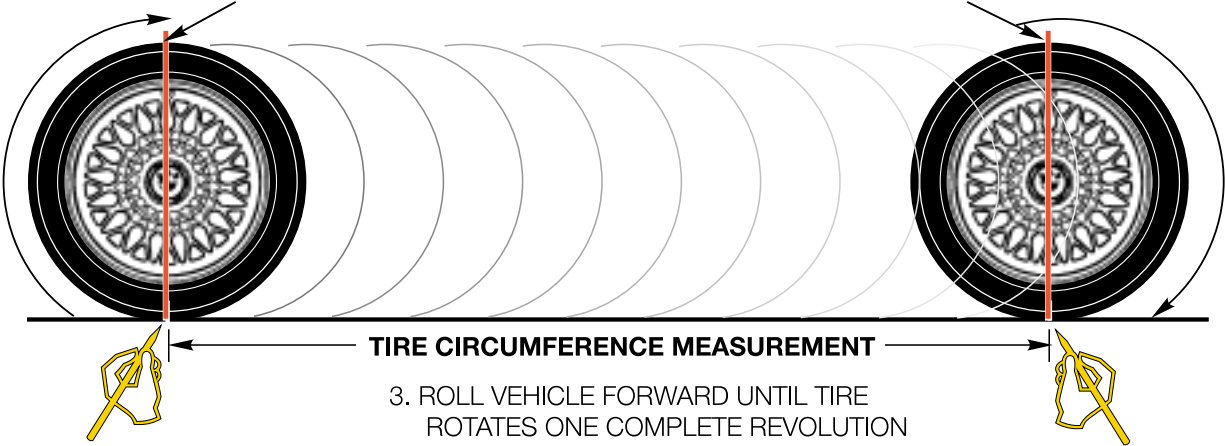 TIRE CIRCUMFERENCE MEASUREMENT
3. ROLL VEHICLE FORWARD UNTIL TIRE
ROTATES ONE COMPLETE REVOLUTION